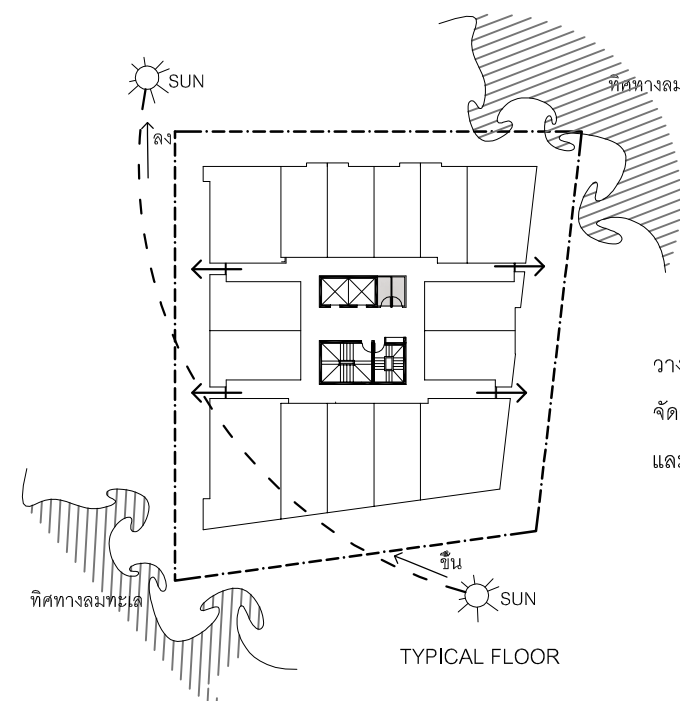 SUN
ทิศทางลม
ลง
วาง
จัด
และ
ขึ้น
ทิศทางลมทะเล
SUN
TYPICAL FLOOR